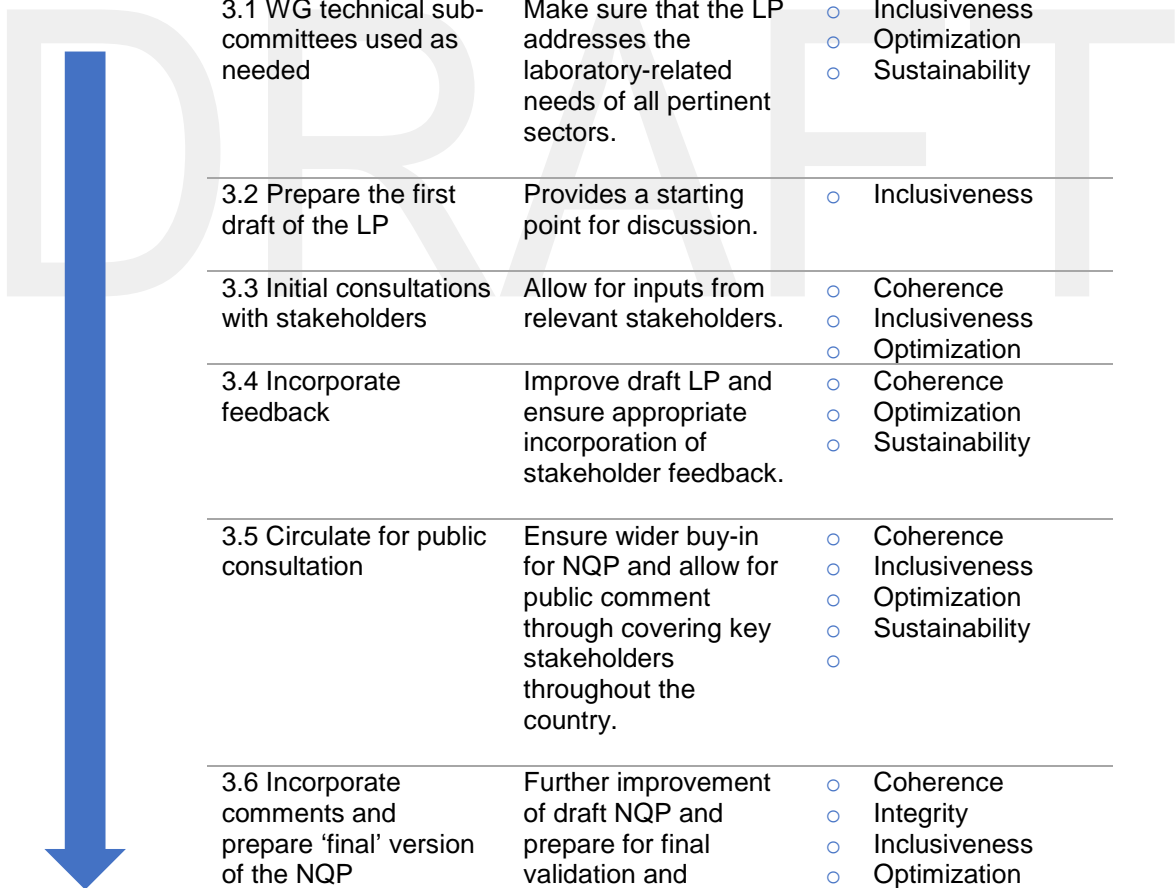 DRAFT
3.1 WG technical sub-
committees used as
needed
Make sure that the LP
addresses the
laboratory-related
needs of all pertinent
sectors.
o Inclusiveness
o Optimization
o Sustainability
3.2 Prepare the first
draft of the LP
Provides a starting
point for discussion.
o Inclusiveness
3.3 Initial consultations
with stakeholders
Allow for inputs from
relevant stakeholders.
o Coherence
o Inclusiveness
o Optimization
3.4 Incorporate
feedback
Improve draft LP and
ensure appropriate
incorporation of
stakeholder feedback.
o Coherence
o Optimization
o Sustainability
3.5 Circulate for public
consultation
Ensure wider buy-in
for NQP and allow for
public comment
through covering key
stakeholders
throughout the
country.
o Coherence
o Inclusiveness
o Optimization
o Sustainability
o
3.6 Incorporate
comments and
prepare ‘final’ version
of the NQP
Further improvement
of draft NQP and
prepare for final
validation and
o Coherence
o Integrity
o Inclusiveness
o Optimization